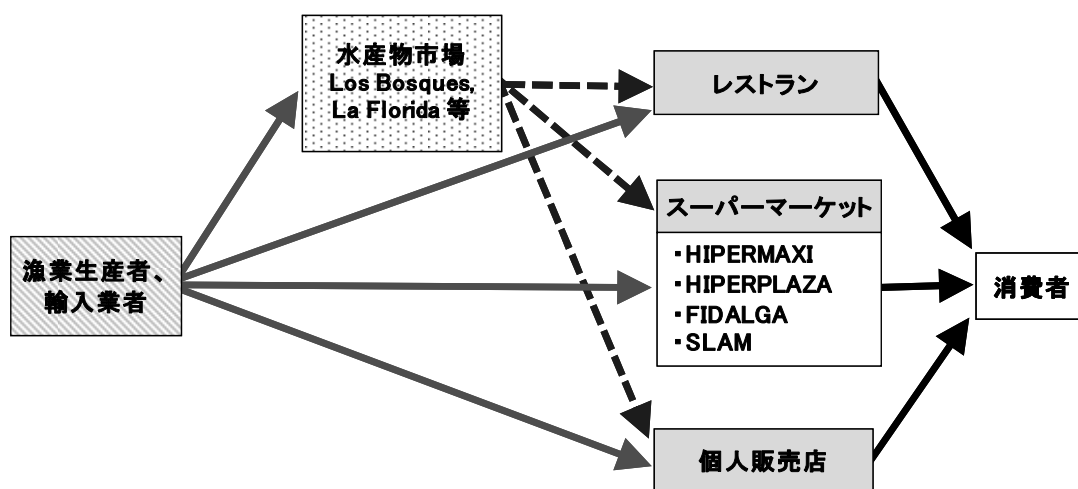 水産物市場
Los Bosques,
La Florida 等
レストラン
スーパーマーケット
・HIPERMAXI
・HIPERPLAZA
・FIDALGA
・SLAM
漁業生産者、
輸入業者
消費者
個人販売店